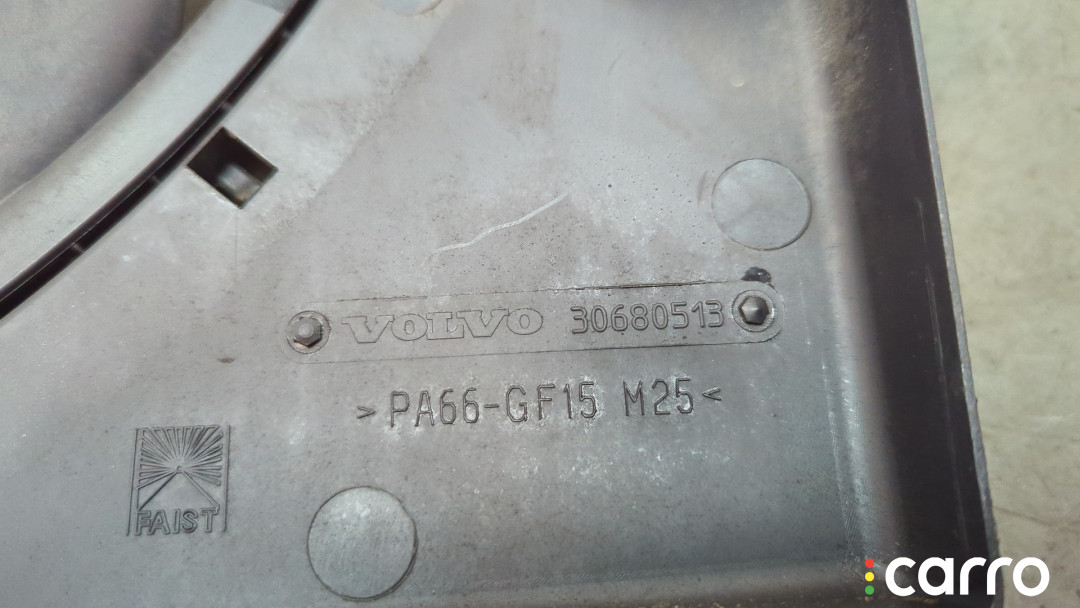 VOLVO 30680513
>PA66-GF15 M25<
FAIST
carro